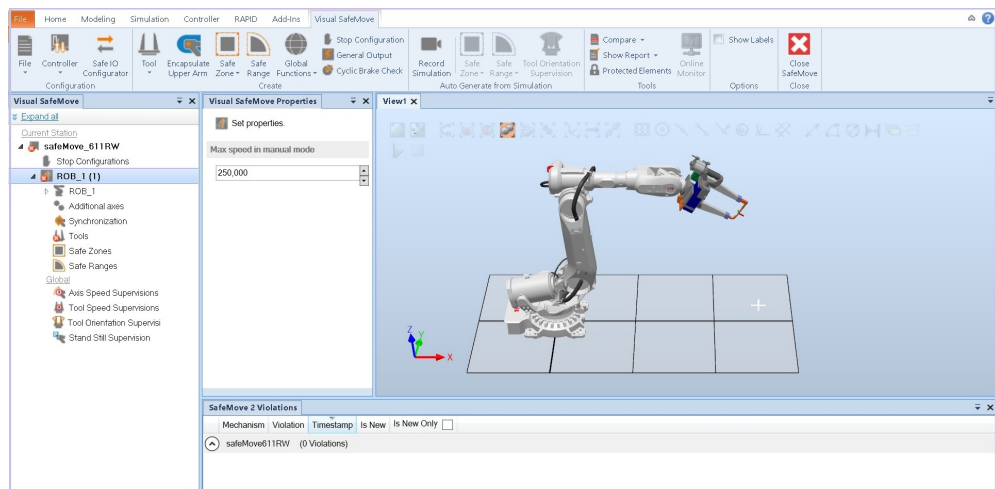 File Home Modeling Simulation Controller RAPID Add-Ins Visual SafeMove
File Controller Safe IO Configurator
Configuration
Tool Encapsulate Upper Arm Safe Zone Safe Range Global Functions
Stop Configuration
General Output
Cyclic Brake Check
Create
Record Simulation Safe Zone Safe Range Tool Orientation Supervision
Auto Generate from Simulation
Compare
Show Report
Protected Elements
Online Monitor
Tools
Show Labels
Options
Close SafeMove
Close
Visual SafeMove
Expand all
Current Station
safeMove_611RW
Stop Configurations
ROB_1 (1)
ROB_1
Additional axes
Synchronization
Tools
Safe Zones
Safe Ranges
Global
Axis Speed Supervisions
Tool Speed Supervisions
Tool Orientation Supervisi
Stand Still Supervision
Visual SafeMove Properties
Set properties.
Max speed in manual mode
250,000
View1
Z
Y
X
SafeMove 2 Violations
Mechanism Violation Timestamp Is New Is New Only
safeMove611RW (0 Violations)